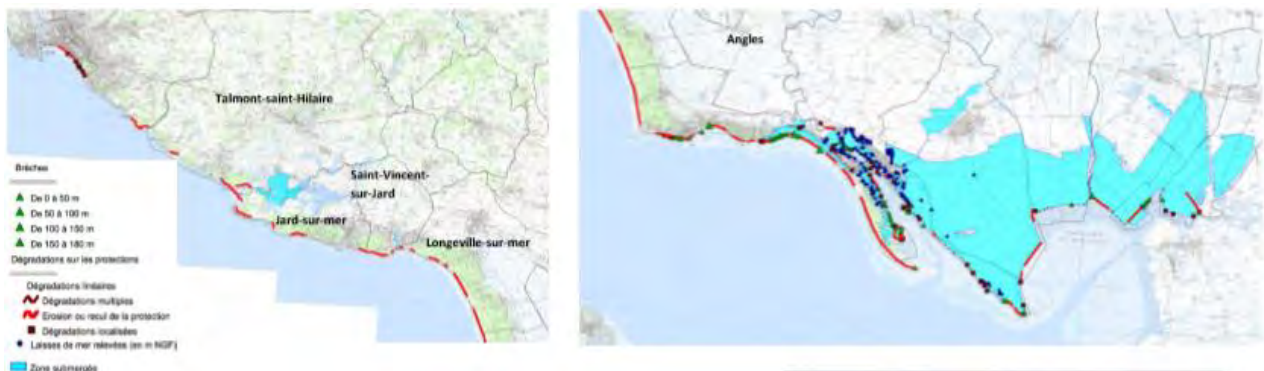 Angles
Talmont-saint-Hilaire
Saint-Vincent-
sur-Jard
Jard-sur-mer
Longeville-sur-mer
Brèches
De 0 à 50 m
De 50 à 100 m
De 100 à 150 m
De 150 à 180 m
Dégradations sur les protections
Dégradations linéaires
Dégradations multiples
Erosion ou recul de la protection
Dégradations localisées
Laisses de mer relevées (en m NGF)
Zone submergée